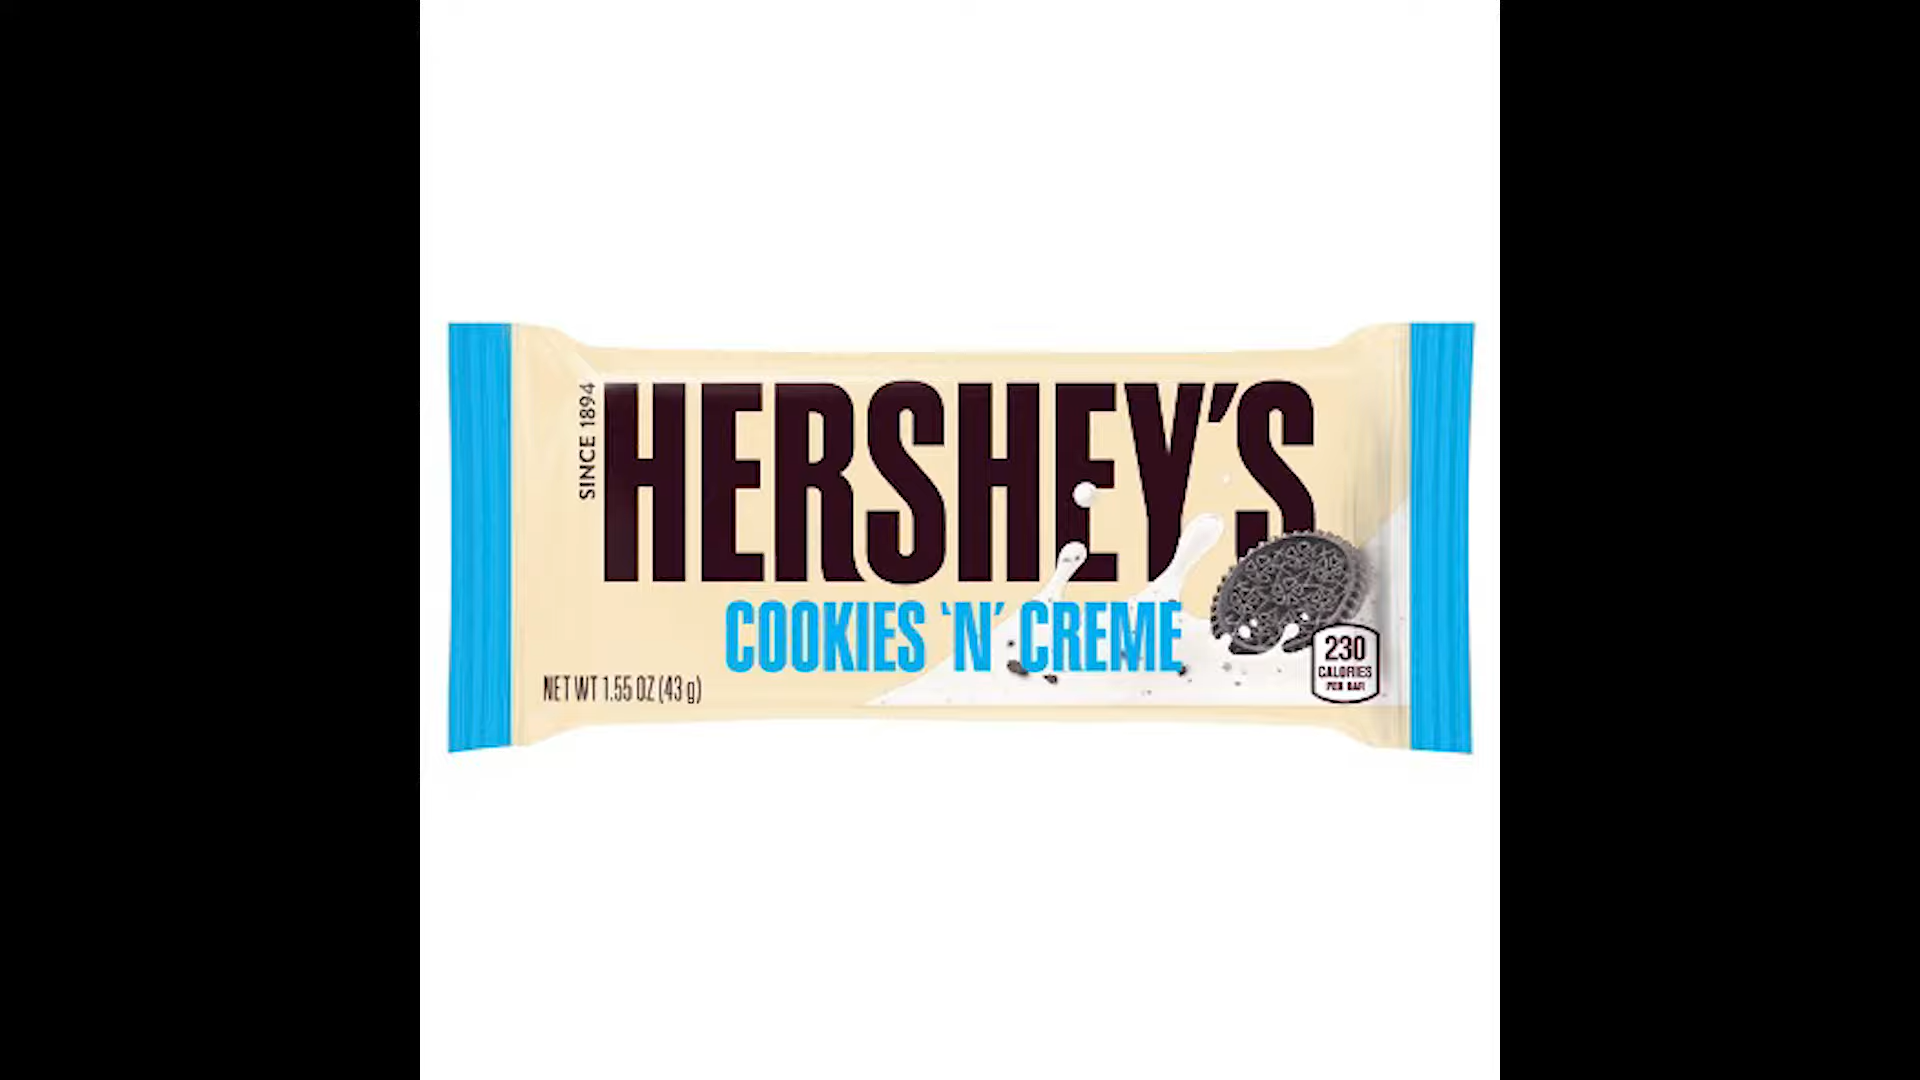 SINCE 1894
HERSHEY'S
COOKIES 'N' CREME
NET WT 1.55 OZ (43 g)
230
CALORIES
PER BAR